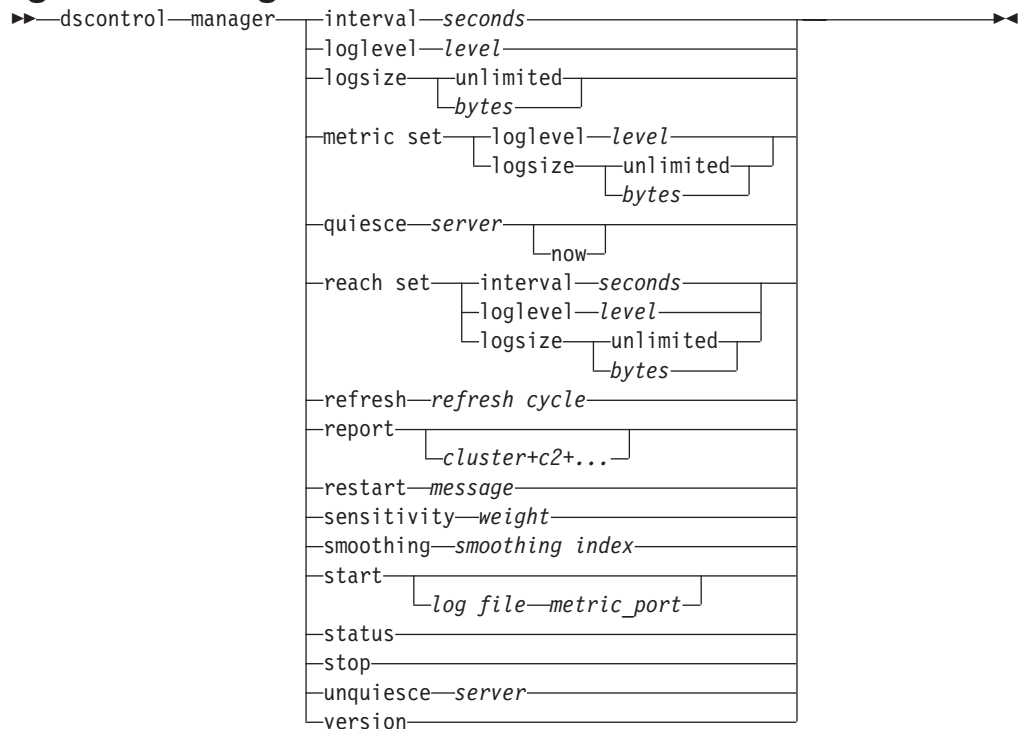 dscontrol manager interval seconds
loglevel level
logsize unlimited
bytes
metric set loglevel level
logsize unlimited
bytes
quiesce server
now
reach set interval seconds
loglevel level
logsize unlimited
bytes
refresh refresh cycle
report
cluster+c2+...
restart message
sensitivity weight
smoothing smoothing index
start
log file metric_port
status
stop
unquiesce server
version